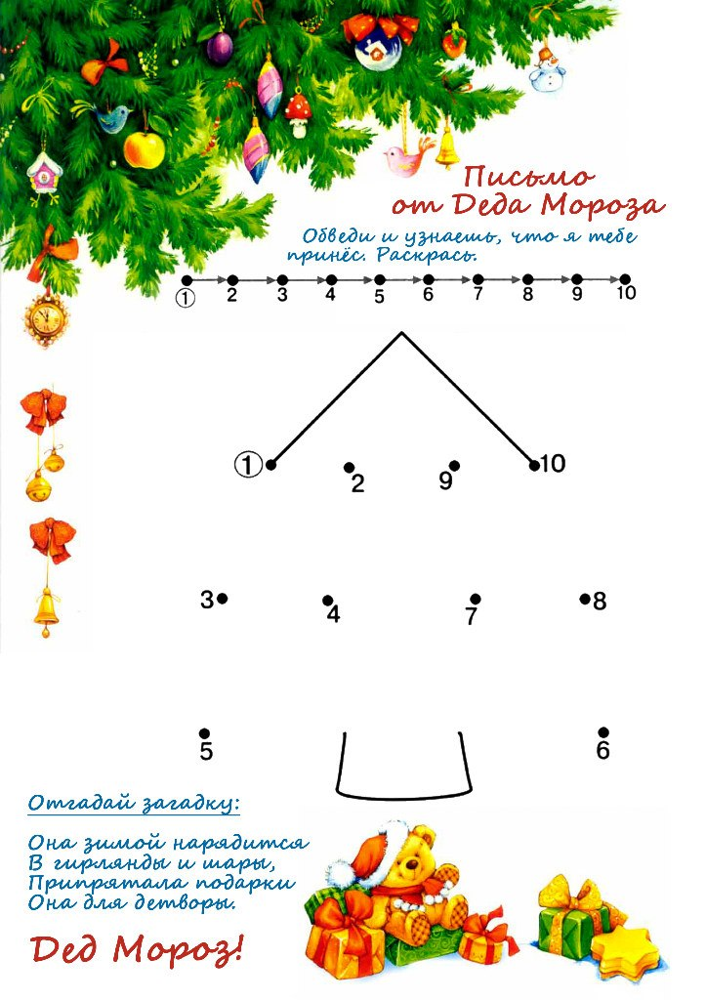 Письмо
от Деда Мороза
Обведи и узнаешь, что я тебе
принёс. Раскрась.
1 2 3 4 5 6 7 8 9 10
1 2 9 10
3 4 7 8
5 6
Отгадай загадку:
Она зимой нарядится
В гирлянды и шары,
Припрятала подарки
Она для детворы.
Дед Мороз!